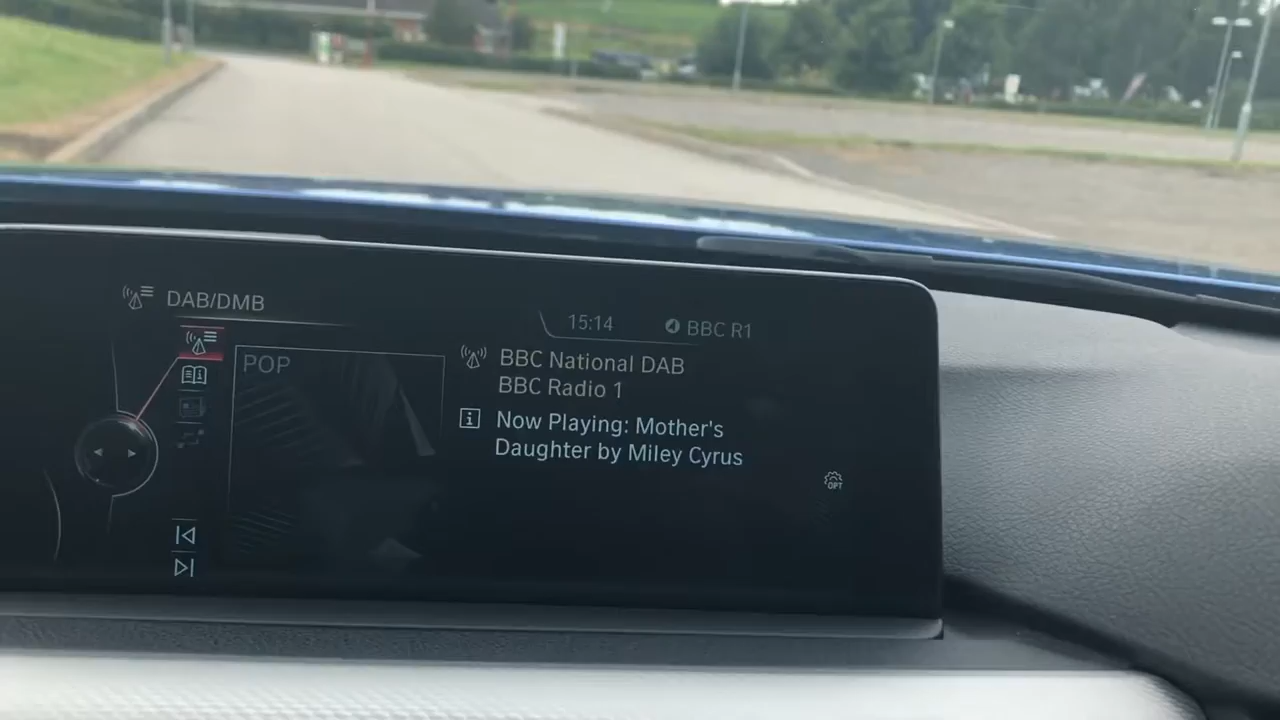 DAB/DMB
15:14
BBC R1
POP
BBC National DAB
BBC Radio 1
Now Playing: Mother's
Daughter by Miley Cyrus
OPT